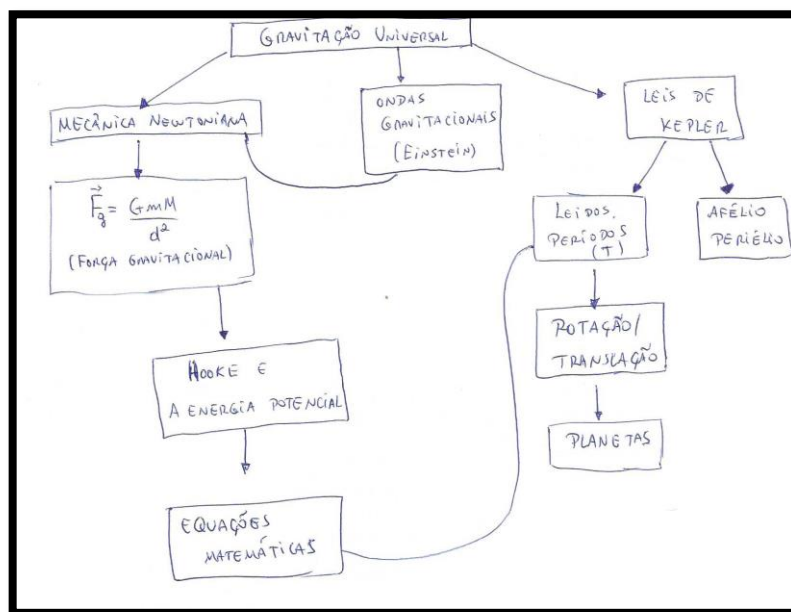 GRAVITAÇÃO UNIVERSAL
MECÂNICA NEWTONIANA
ONDAS
GRAVITACIONAIS
(EINSTEIN)
LEIS DE
KEPLER
F⃗g = GmM
d²
(FORÇA GRAVITACIONAL)
LEI DOS
PERÍODOS
(T)
AFÉLIO
PERIÉLIO
ROTAÇÃO/
TRANSLAÇÃO
PLANETAS
HOOKE E
A ENERGIA POTENCIAL
EQUAÇÕES
MATEMÁTICAS